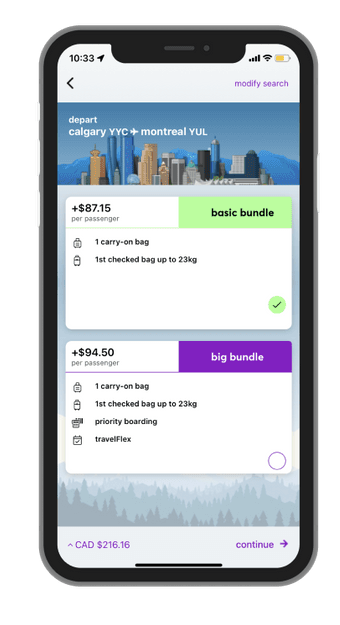 10:33
modify search
depart
calgary YYC ✈ montreal YUL
+$87.15
per passenger
basic bundle
1 carry-on bag
1st checked bag up to 23kg
+$94.50
per passenger
big bundle
1 carry-on bag
1st checked bag up to 23kg
priority boarding
travelFlex
CAD $216.16
continue →